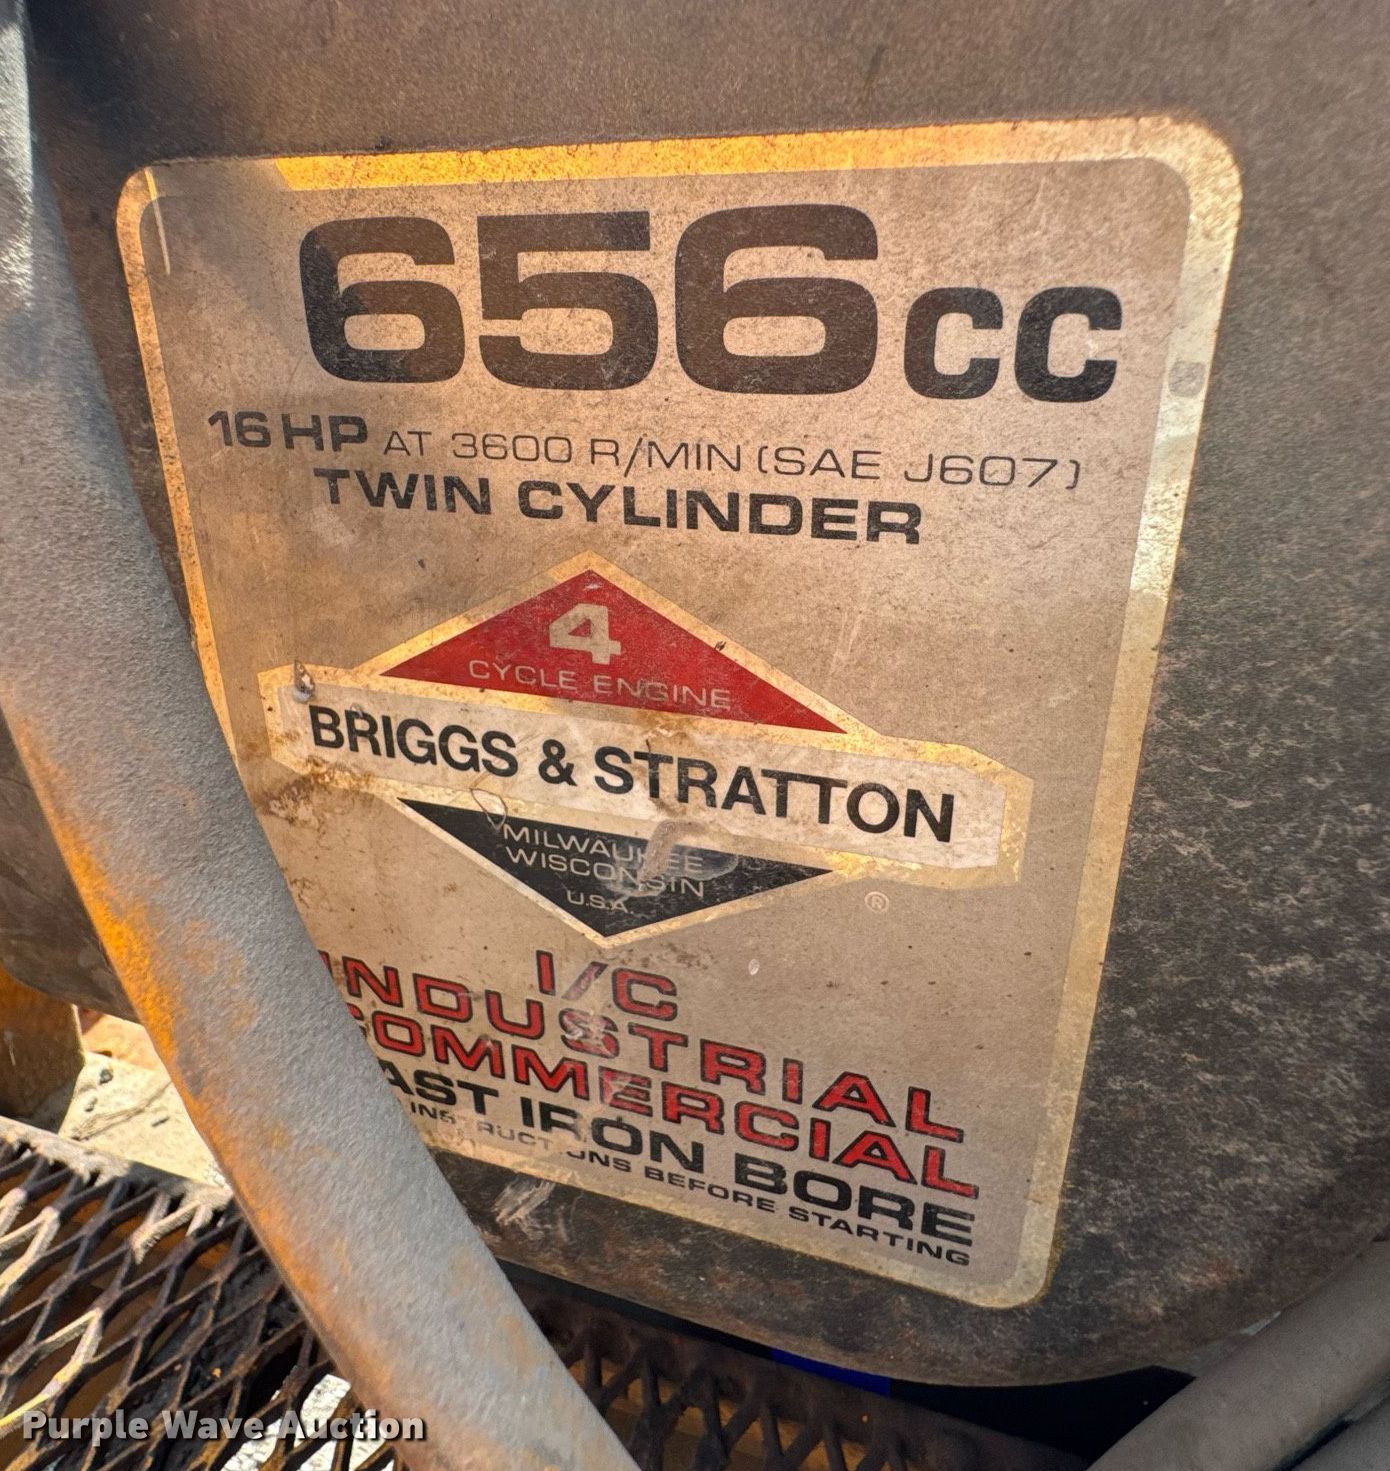 656cc
16 HP AT 3600 R/MIN (SAE J607)
TWIN CYLINDER
4
CYCLE ENGINE
BRIGGS & STRATTON
MILWAUKEE
WISCONSIN
U.S.A.
®
I/C
INDUSTRIAL
COMMERCIAL
CAST IRON BORE
INSTRUCTIONS BEFORE STARTING
Purple Wave Auction